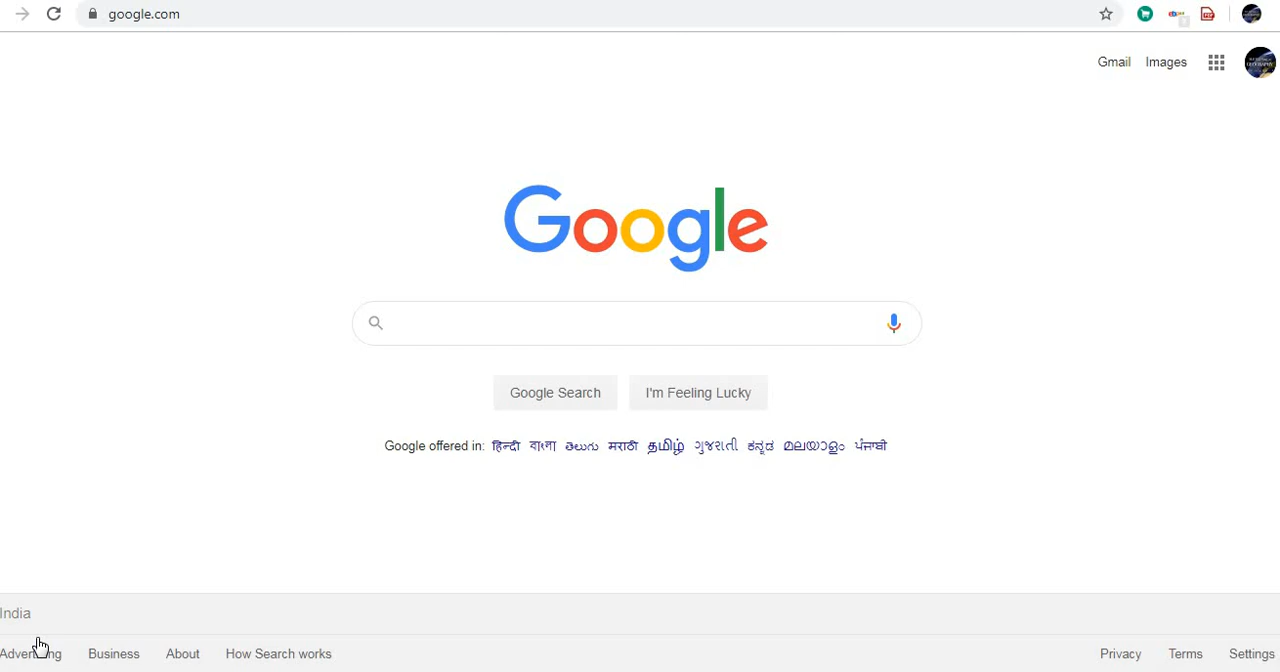 google.com
Gmail Images
Google
Google Search I'm Feeling Lucky
Google offered in: हिन्दी বাংলা తెలుగు मराठी தமிழ் ગુજરાતી ಕನ್ನಡ മലയാളം ਪੰਜਾਬੀ
India
Advertising Business About How Search works Privacy Terms Settings